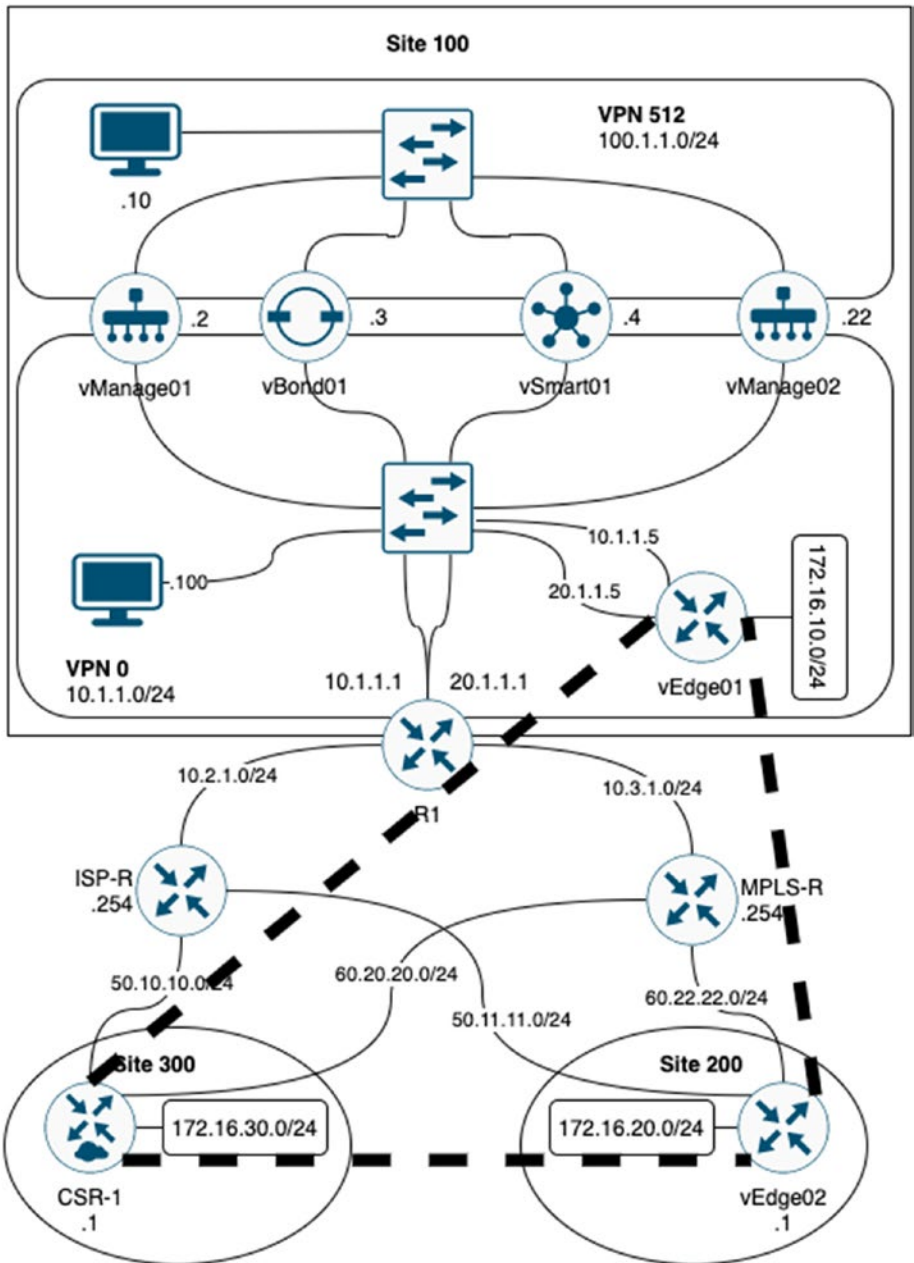 Site 100
VPN 512
100.1.1.0/24
.10
.2
.3
.4
.22
vManage01
vBond01
vSmart01
vManage02
10.1.1.5
.100
20.1.1.5
172.16.10.0/24
VPN 0
10.1.1.0/24
vEdge01
10.1.1.1
20.1.1.1
10.2.1.0/24
10.3.1.0/24
R1
ISP-R
.254
MPLS-R
.254
50.10.10.0/24
60.20.20.0/24
60.22.22.0/24
50.11.11.0/24
Site 300
Site 200
172.16.30.0/24
172.16.20.0/24
CSR-1
.1
vEdge02
.1